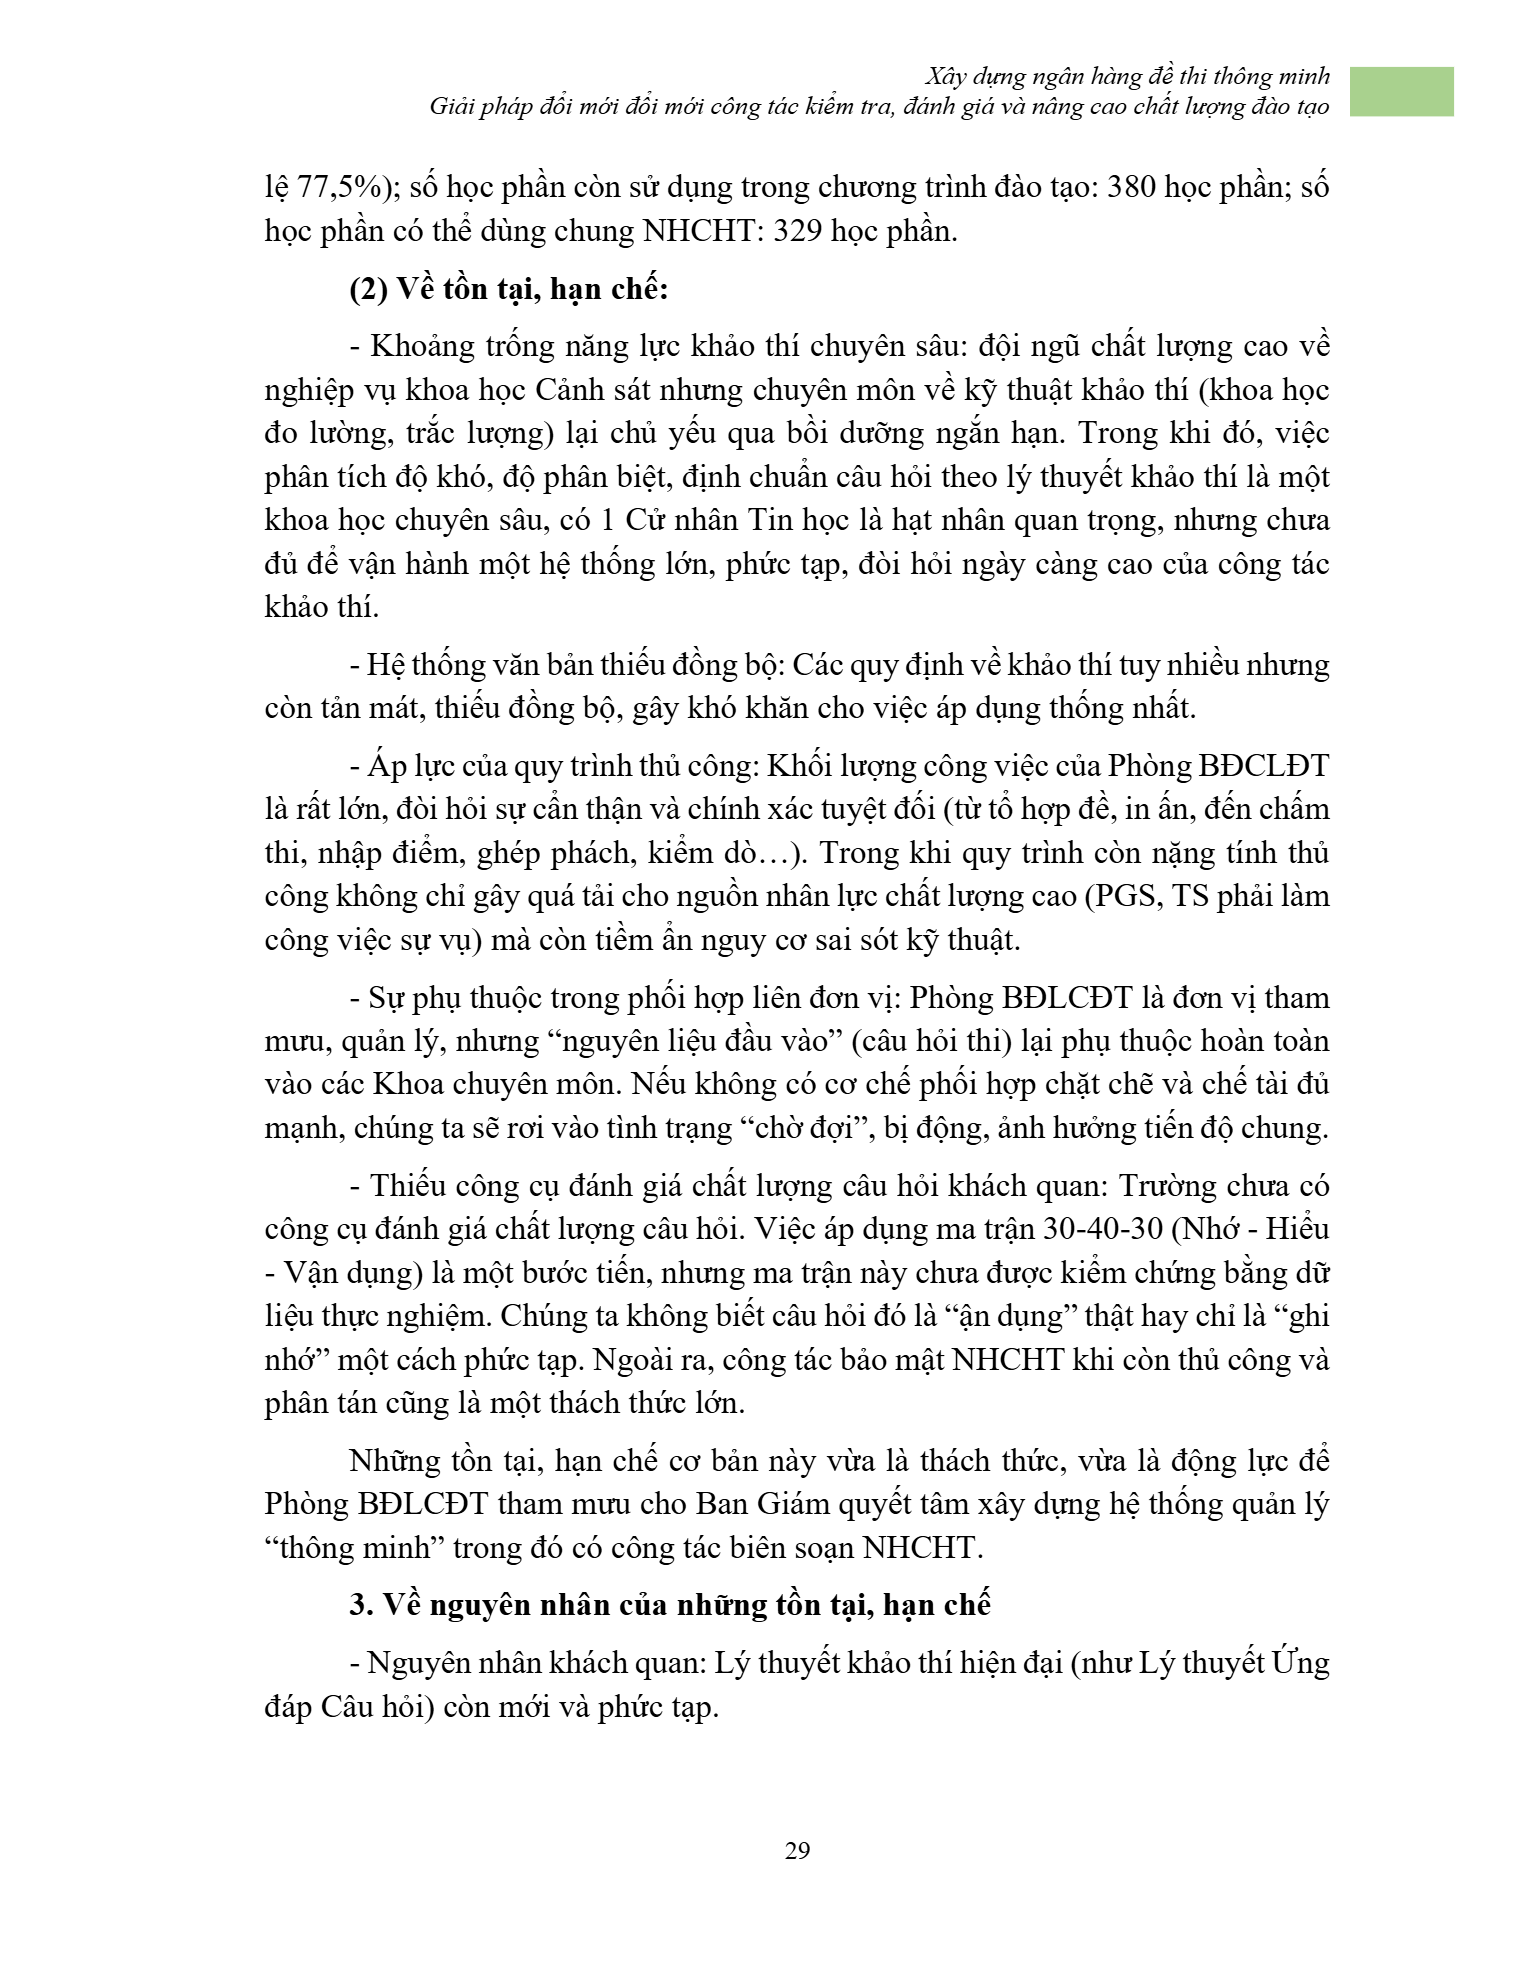 Xây dựng ngân hàng đề thi thông minh
Giải pháp đổi mới đổi mới công tác kiểm tra, đánh giá và nâng cao chất lượng đào tạo
lệ 77,5%); số học phần còn sử dụng trong chương trình đào tạo: 380 học phần; số
học phần có thể dùng chung NHCHT: 329 học phần.
(2) Về tồn tại, hạn chế:
- Khoảng trống năng lực khảo thí chuyên sâu: đội ngũ chất lượng cao về
nghiệp vụ khoa học Cảnh sát nhưng chuyên môn về kỹ thuật khảo thí (khoa học
đo lường, trắc lượng) lại chủ yếu qua bồi dưỡng ngắn hạn. Trong khi đó, việc
phân tích độ khó, độ phân biệt, định chuẩn câu hỏi theo lý thuyết khảo thí là một
khoa học chuyên sâu, có 1 Cử nhân Tin học là hạt nhân quan trọng, nhưng chưa
đủ để vận hành một hệ thống lớn, phức tạp, đòi hỏi ngày càng cao của công tác
khảo thí.
- Hệ thống văn bản thiếu đồng bộ: Các quy định về khảo thí tuy nhiều nhưng
còn tản mát, thiếu đồng bộ, gây khó khăn cho việc áp dụng thống nhất.
- Áp lực của quy trình thủ công: Khối lượng công việc của Phòng BĐCLĐT
là rất lớn, đòi hỏi sự cẩn thận và chính xác tuyệt đối (từ tổ hợp đề, in ấn, đến chấm
thi, nhập điểm, ghép phách, kiểm dò…). Trong khi quy trình còn nặng tính thủ
công không chỉ gây quá tải cho nguồn nhân lực chất lượng cao (PGS, TS phải làm
công việc sự vụ) mà còn tiềm ẩn nguy cơ sai sót kỹ thuật.
- Sự phụ thuộc trong phối hợp liên đơn vị: Phòng BĐLCĐT là đơn vị tham
mưu, quản lý, nhưng “nguyên liệu đầu vào” (câu hỏi thi) lại phụ thuộc hoàn toàn
vào các Khoa chuyên môn. Nếu không có cơ chế phối hợp chặt chẽ và chế tài đủ
mạnh, chúng ta sẽ rơi vào tình trạng “chờ đợi”, bị động, ảnh hưởng tiến độ chung.
- Thiếu công cụ đánh giá chất lượng câu hỏi khách quan: Trường chưa có
công cụ đánh giá chất lượng câu hỏi. Việc áp dụng ma trận 30-40-30 (Nhớ - Hiểu
- Vận dụng) là một bước tiến, nhưng ma trận này chưa được kiểm chứng bằng dữ
liệu thực nghiệm. Chúng ta không biết câu hỏi đó là “ận dụng” thật hay chỉ là “ghi
nhớ” một cách phức tạp. Ngoài ra, công tác bảo mật NHCHT khi còn thủ công và
phân tán cũng là một thách thức lớn.
Những tồn tại, hạn chế cơ bản này vừa là thách thức, vừa là động lực để
Phòng BĐLCĐT tham mưu cho Ban Giám quyết tâm xây dựng hệ thống quản lý
“thông minh” trong đó có công tác biên soạn NHCHT.
3. Về nguyên nhân của những tồn tại, hạn chế
- Nguyên nhân khách quan: Lý thuyết khảo thí hiện đại (như Lý thuyết Ứng
đáp Câu hỏi) còn mới và phức tạp.
29